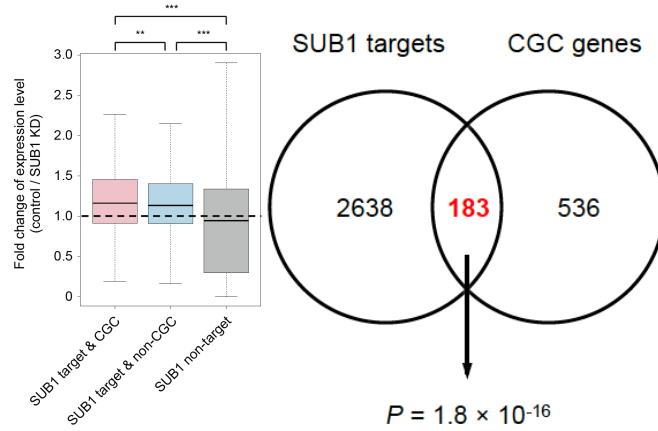 ***
** ***
Fold change of expression level
(control / SUB1 KD)
3.0
2.5
2.0
1.5
1.0
0.5
0
SUB1 target & CGC
SUB1 target & non-CGC
SUB1 non-target
SUB1 targets CGC genes
2638 183 536
P = 1.8 × 10-16